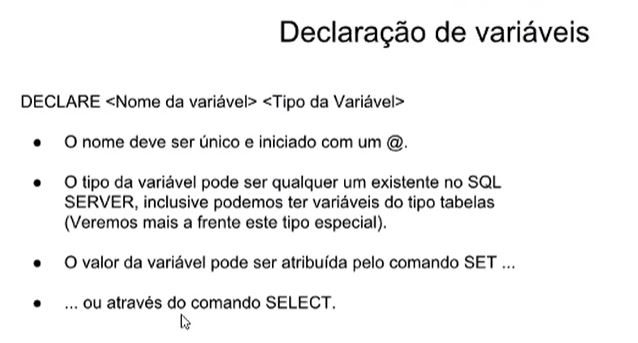 Declaração de variáveis
DECLARE <Nome da variável> <Tipo da Variável>
● O nome deve ser único e iniciado com um @.
● O tipo da variável pode ser qualquer um existente no SQL
SERVER, inclusive podemos ter variáveis do tipo tabelas
(Veremos mais a frente este tipo especial).
● O valor da variável pode ser atribuída pelo comando SET ...
● ... ou através do comando SELECT.